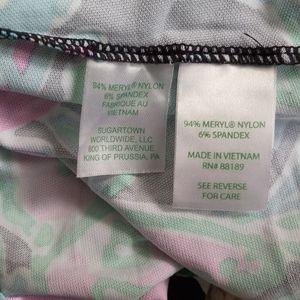 94% MERYL® NYLON
6% SPANDEX
FABRIQUE AU
VIETNAM
SUGARTOWN
WORLDWIDE, LLC
800 THIRD AVENUE
KING OF PRUSSIA, PA
94% MERYL® NYLON
6% SPANDEX
MADE IN VIETNAM
RN# 88189
SEE REVERSE
FOR CARE